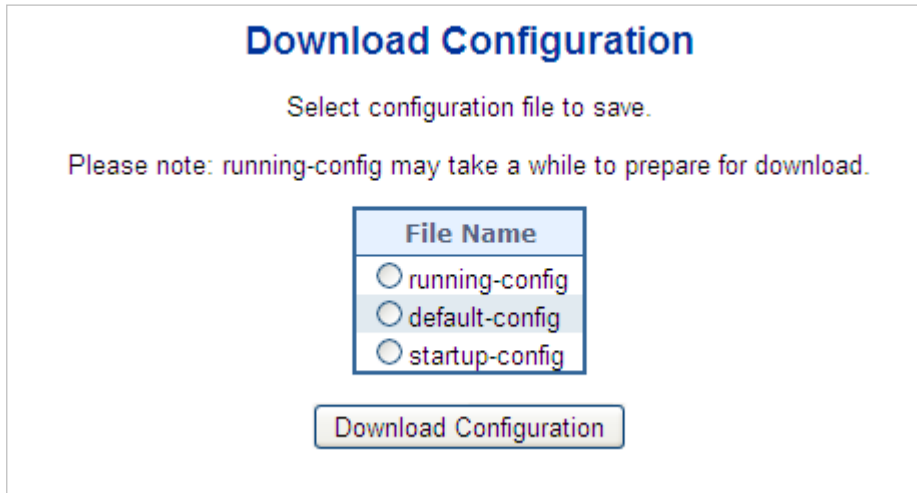 Download Configuration
Select configuration file to save.
Please note: running-config may take a while to prepare for download.
File Name
running-config
default-config
startup-config
Download Configuration